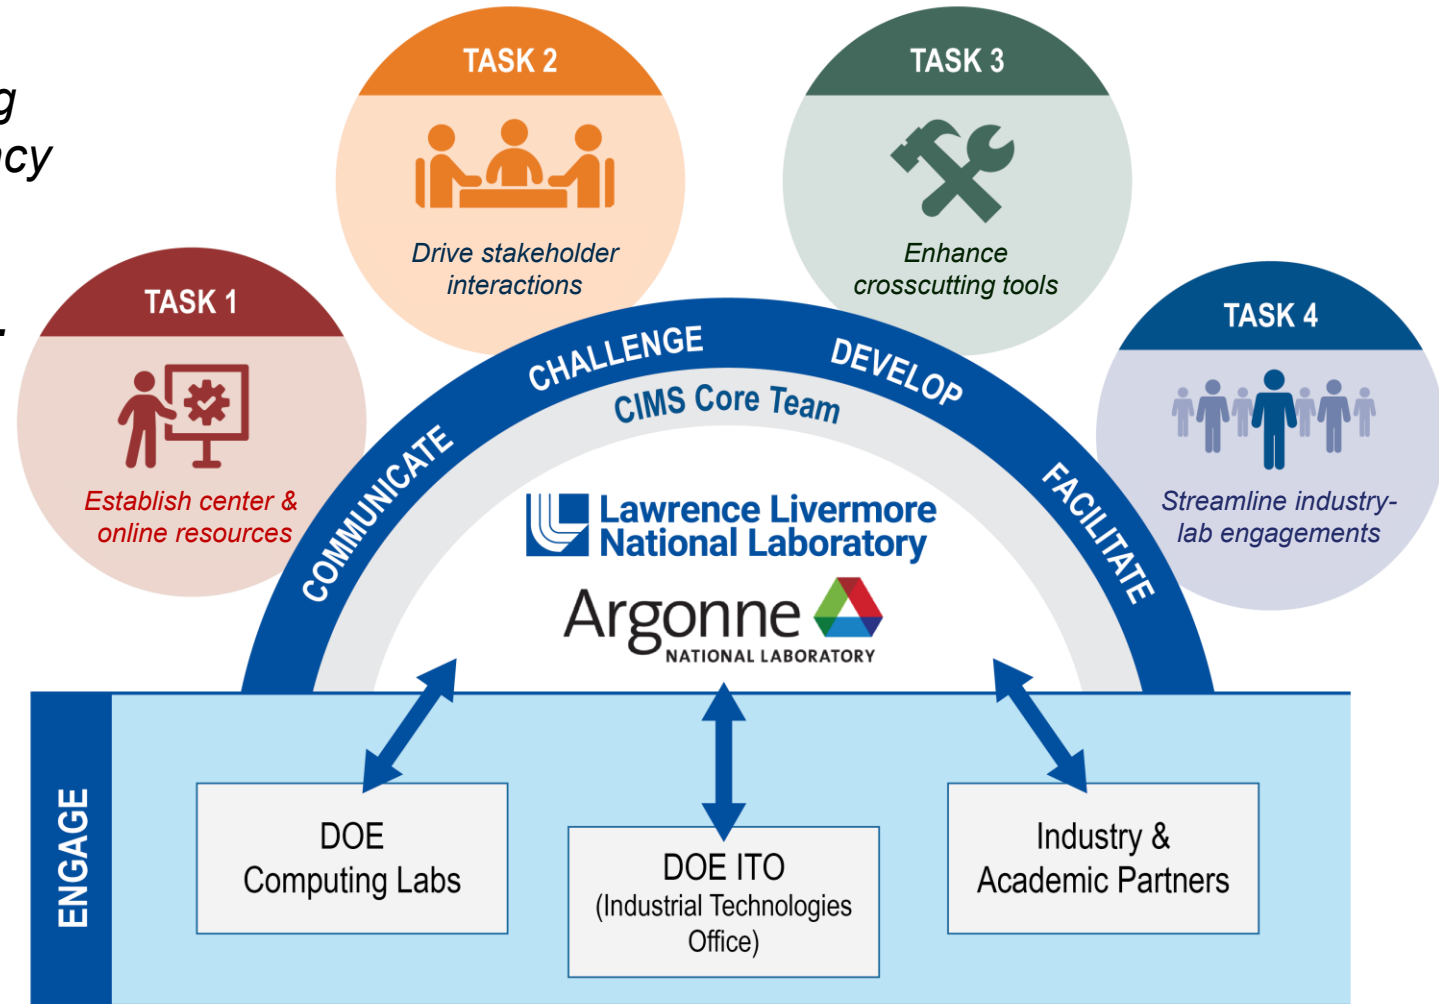 TASK 1
Establish center &
online resources
TASK 2
Drive stakeholder
interactions
TASK 3
Enhance
crosscutting tools
TASK 4
Streamline industry-
lab engagements
COMMUNICATE
CHALLENGE
DEVELOP
FACILITATE
CIMS Core Team
Lawrence Livermore
National Laboratory
Argonne
NATIONAL LABORATORY
ENGAGE
DOE
Computing Labs
DOE ITO
(Industrial Technologies
Office)
Industry &
Academic Partners